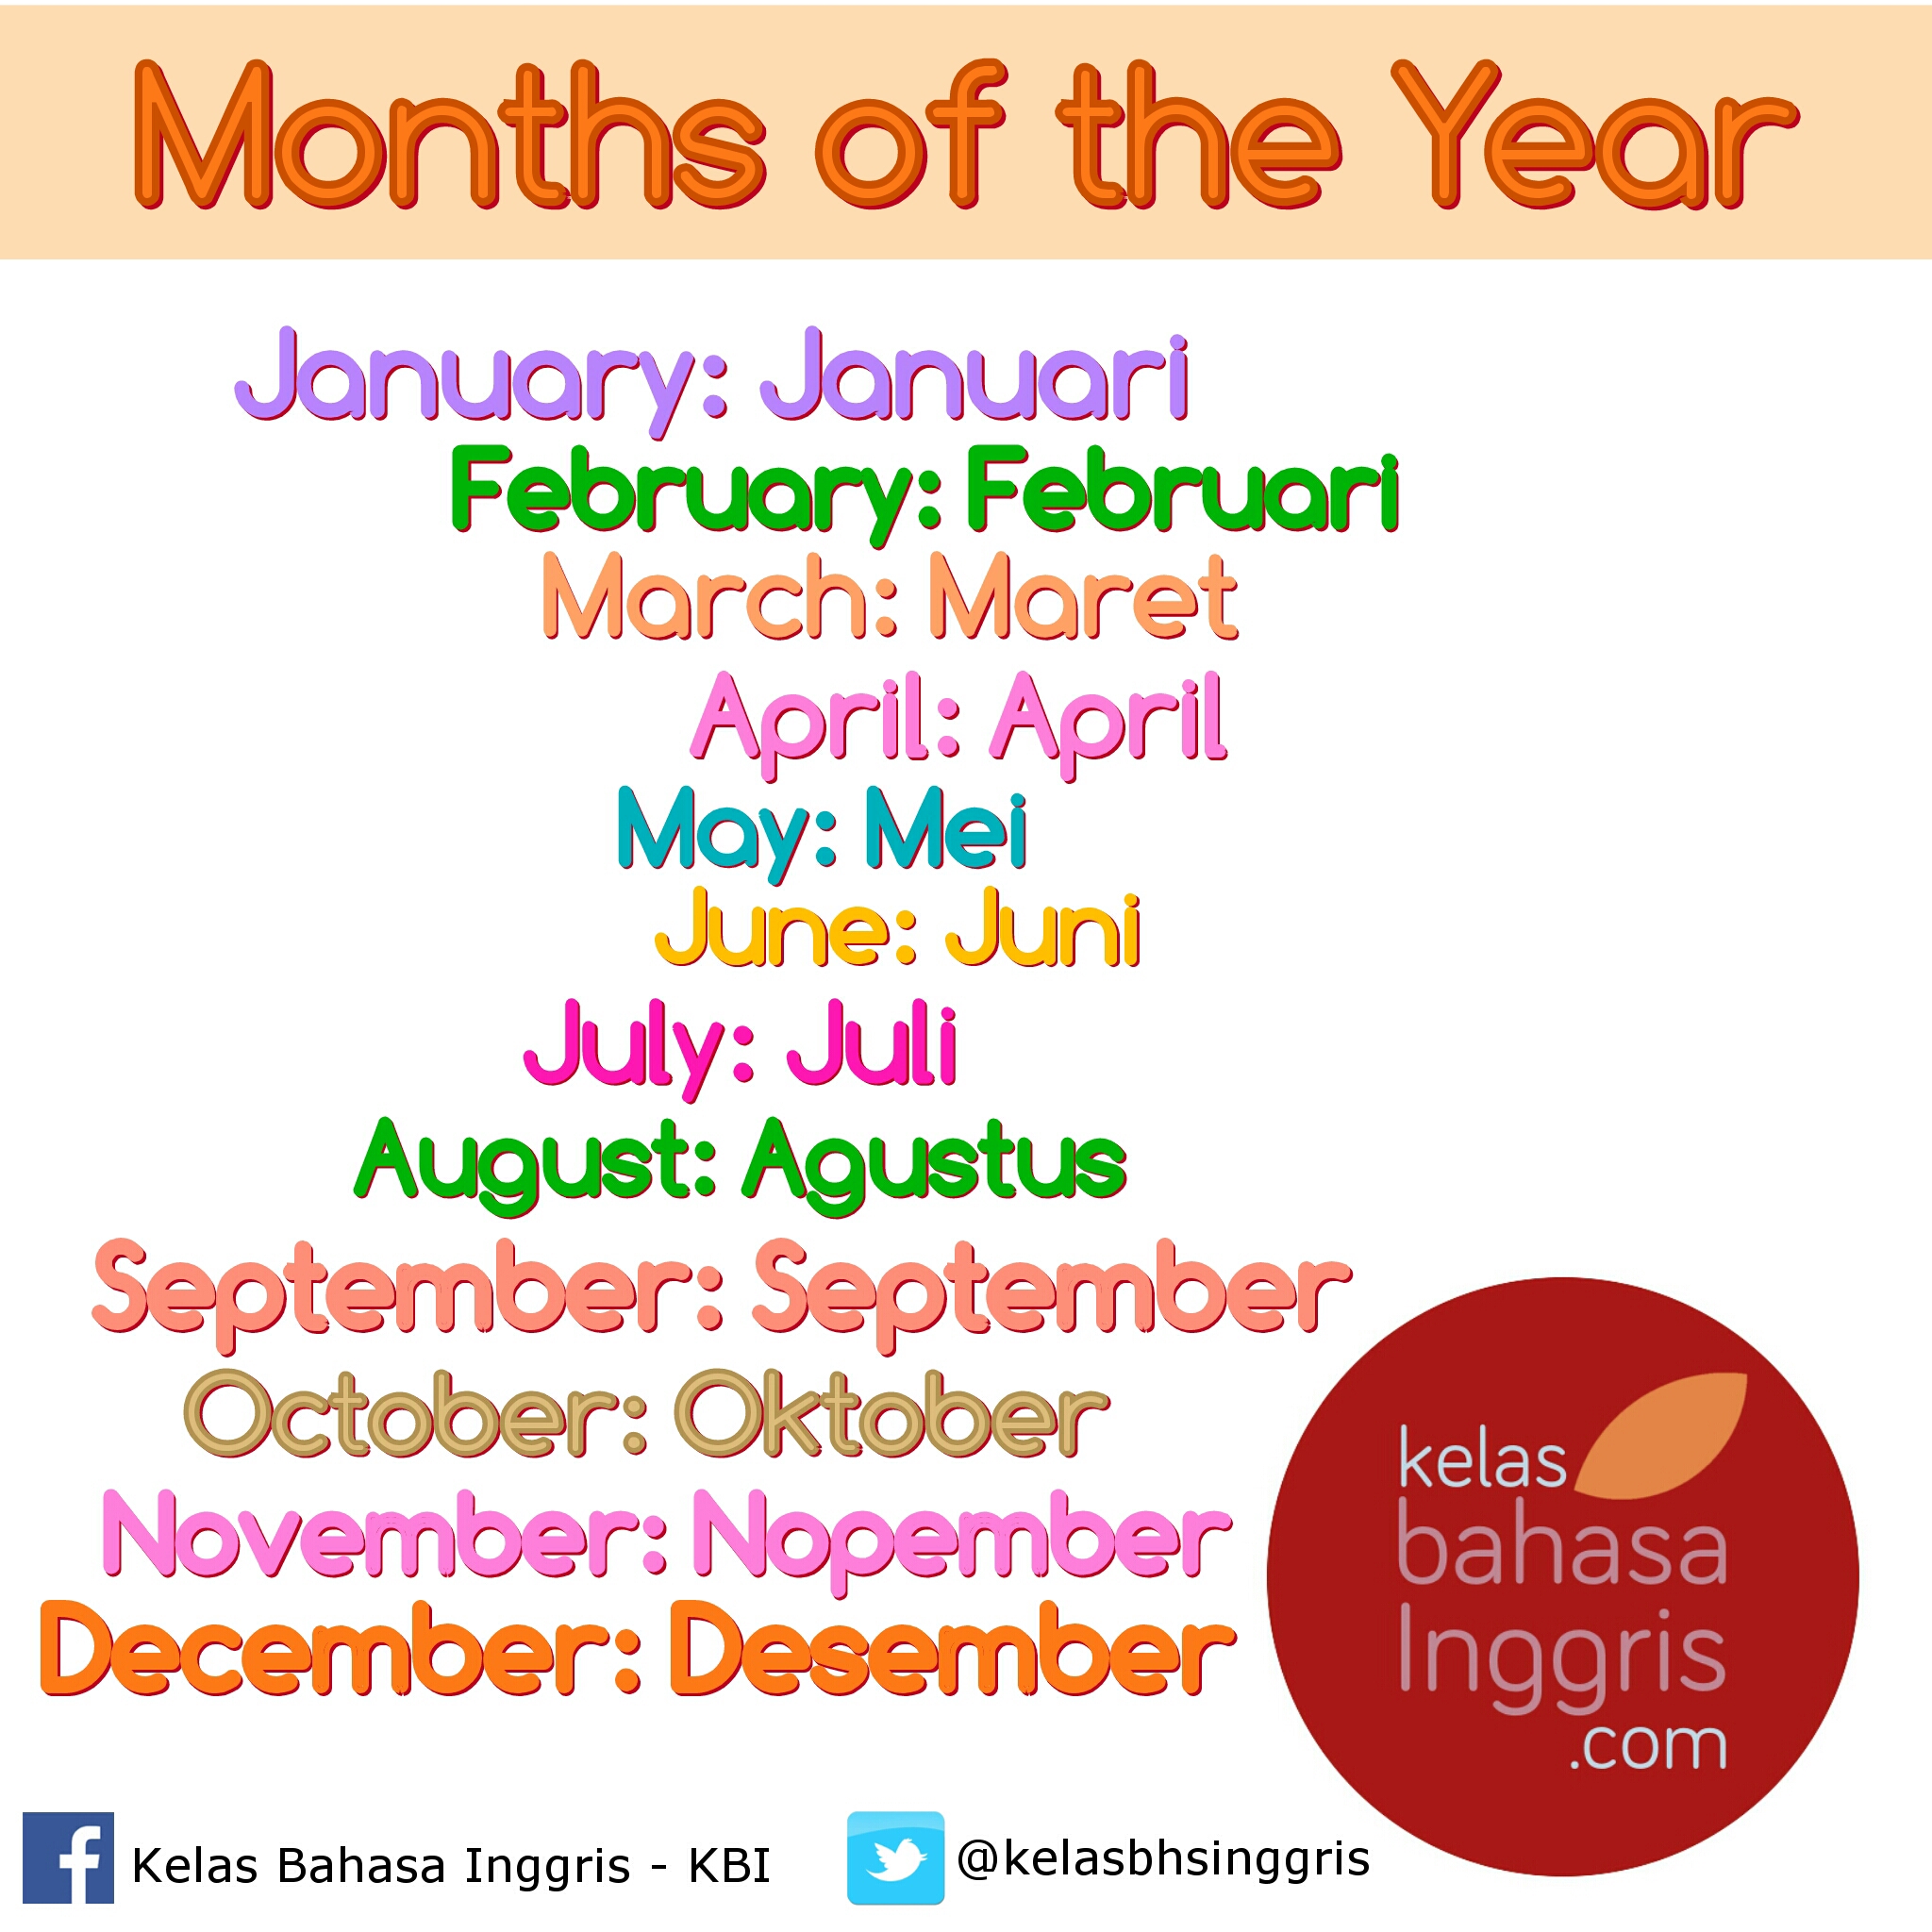 Months of the Year
January: Januari
February: Februari
March: Maret
April: April
May: Mei
June: Juni
July: Juli
August: Agustus
September: September
October: Oktober
November: Nopember
December: Desember
kelas
bahasa
Inggris
.com
f Kelas Bahasa Inggris - KBI
@kelasbhsinggris